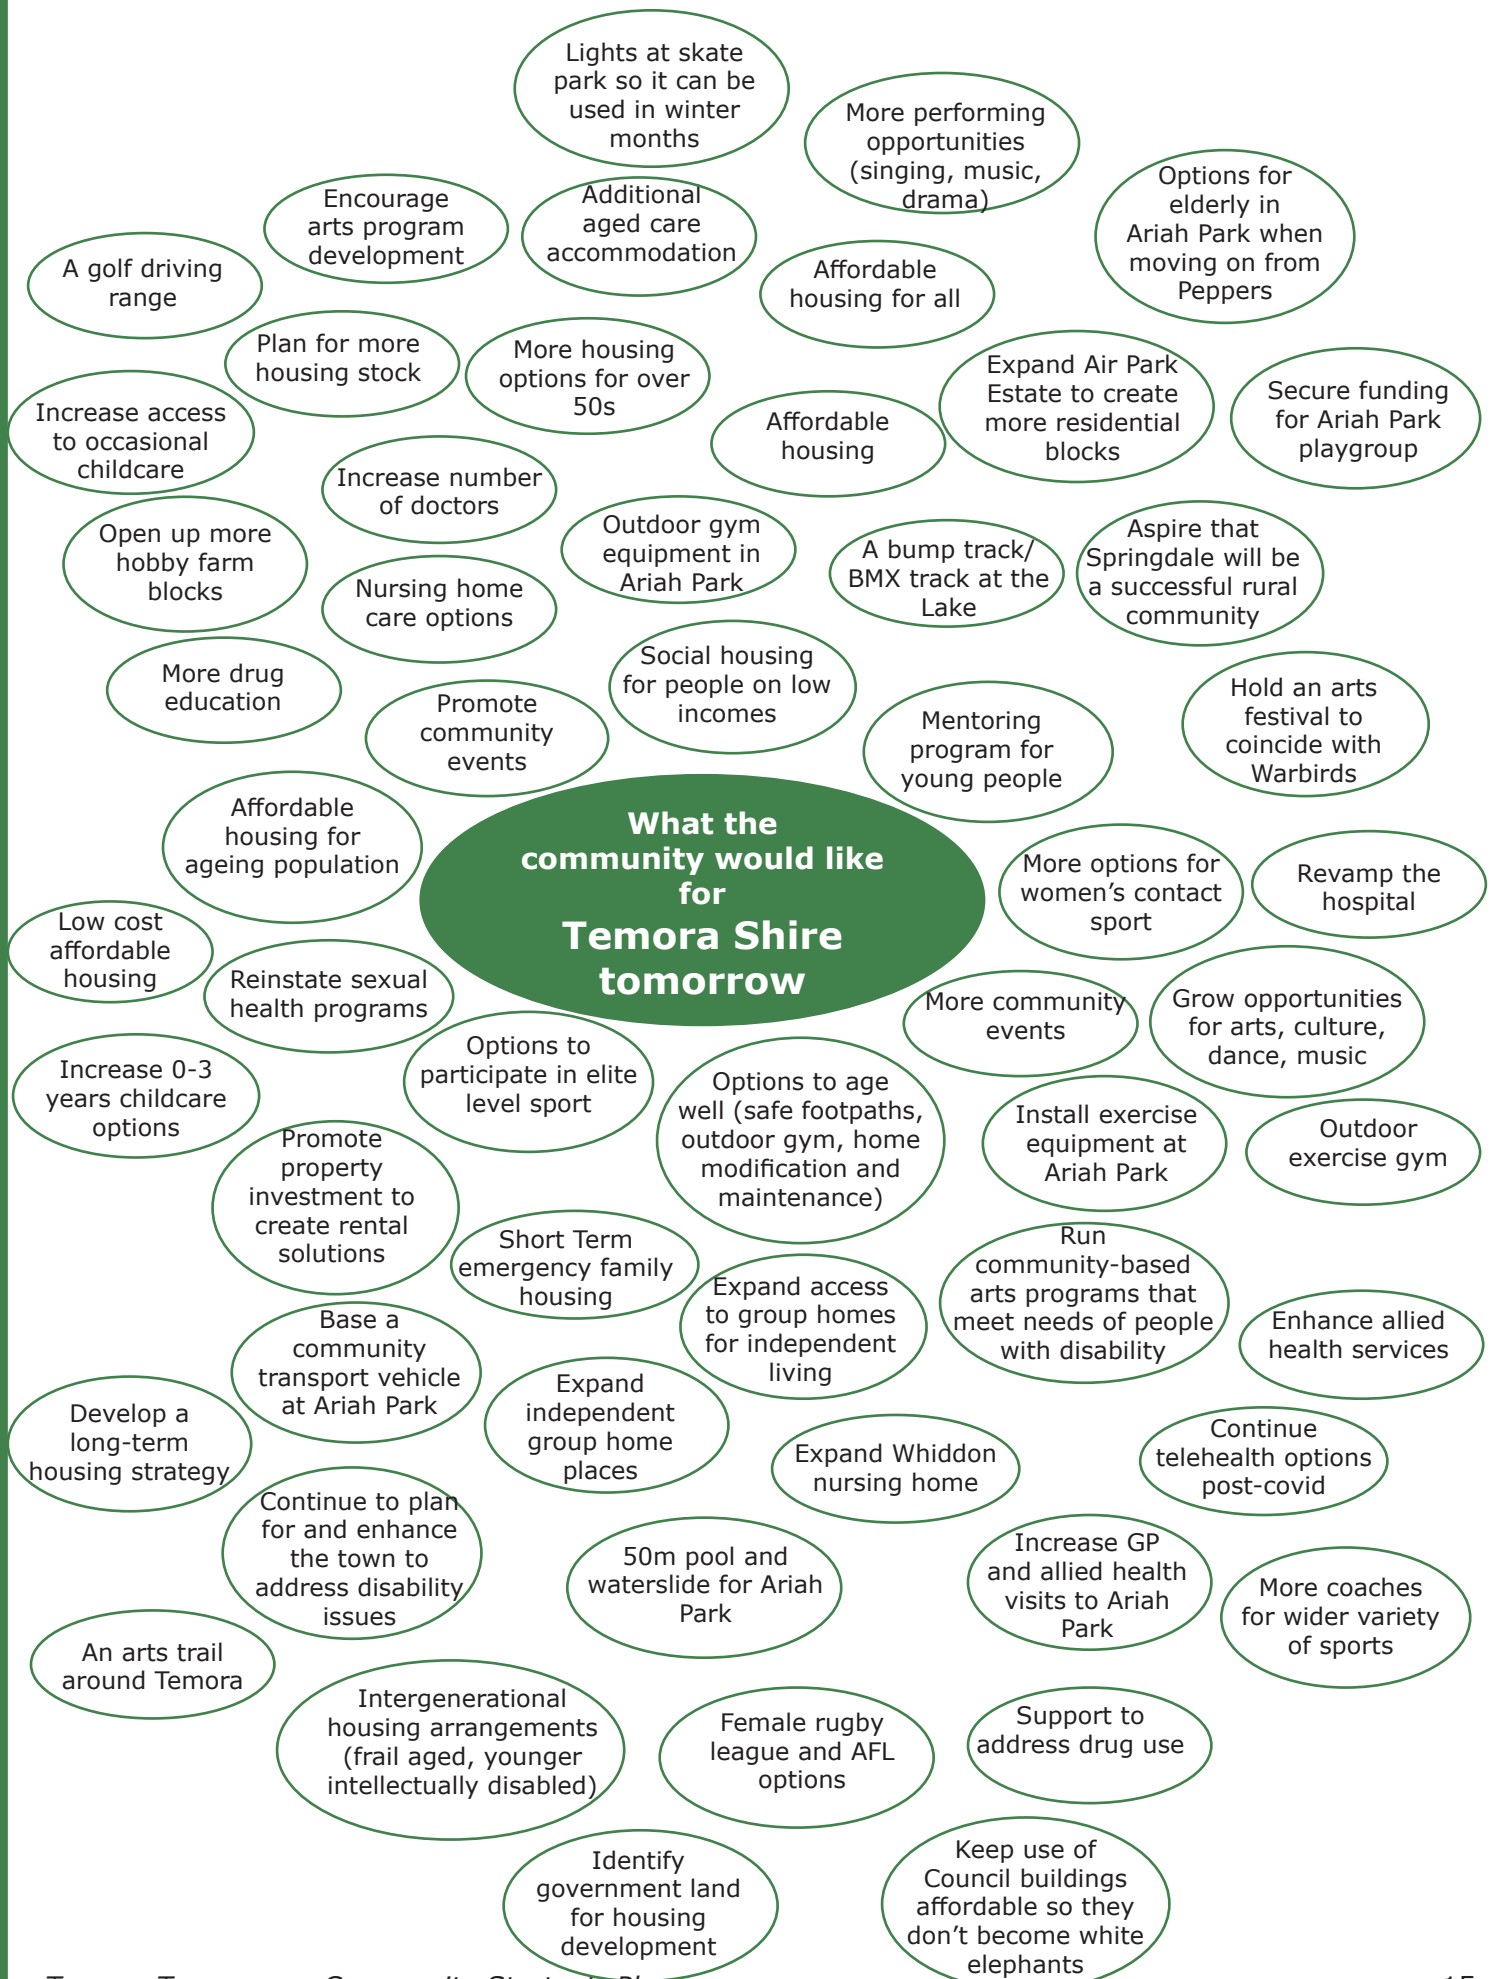 Lights at skate
park so it can be
used in winter
months
More performing
opportunities
(singing, music,
drama)
Options for
elderly in
Ariah Park when
moving on from
Peppers
Encourage
arts program
development
Additional
aged care
accommodation
A golf driving
range
Affordable
housing for all
Plan for more
housing stock
More housing
options for over
50s
Expand Air Park
Estate to create
more residential
blocks
Secure funding
for Ariah Park
playgroup
Increase access
to occasional
childcare
Affordable
housing
Increase number
of doctors
Open up more
hobby farm
blocks
Outdoor gym
equipment in
Ariah Park
A bump track/
BMX track at the
Lake
Aspire that
Springdale will be
a successful rural
community
Nursing home
care options
More drug
education
Social housing
for people on low
incomes
Promote
community
events
Mentoring
program for
young people
Hold an arts
festival to
coincide with
Warbirds
Affordable
housing for
ageing population
What the
community would like
for
Temora Shire
tomorrow
More options for
women's contact
sport
Revamp the
hospital
Low cost
affordable
housing
Reinstate sexual
health programs
More community
events
Grow opportunities
for arts, culture,
dance, music
Increase 0-3
years childcare
options
Options to
participate in elite
level sport
Options to age
well (safe footpaths,
outdoor gym, home
modification and
maintenance)
Install exercise
equipment at
Ariah Park
Outdoor
exercise gym
Promote
property
investment to
create rental
solutions
Short Term
emergency family
housing
Expand access
to group homes
for independent
living
Run
community-based
arts programs that
meet needs of people
with disability
Enhance allied
health services
Base a
community
transport vehicle
at Ariah Park
Expand
independent
group home
places
Develop a
long-term
housing strategy
Expand Whiddon
nursing home
Continue
telehealth options
post-covid
Continue to plan
for and enhance
the town to
address disability
issues
50m pool and
waterslide for Ariah
Park
Increase GP
and allied health
visits to Ariah
Park
More coaches
for wider variety
of sports
An arts trail
around Temora
Intergenerational
housing arrangements
(frail aged, younger
intellectually disabled)
Female rugby
league and AFL
options
Support to
address drug use
Identify
government land
for housing
development
Keep use of
Council buildings
affordable so they
don't become white
elephants